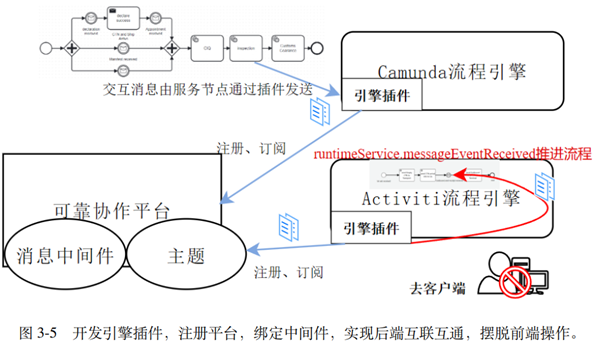 declare success
CIQ
Inspection
Customs Clearance
交互消息由服务节点通过插件发送
Camunda流程引擎
引擎插件
注册、订阅
runtimeService.messageEventReceived推进流程
可靠协作平台
Activiti流程引擎
消息中间件
主题
引擎插件
注册、订阅
去客户端
图 3-5 开发引擎插件，注册平台，绑定中间件，实现后端互联互通，摆脱前端操作。